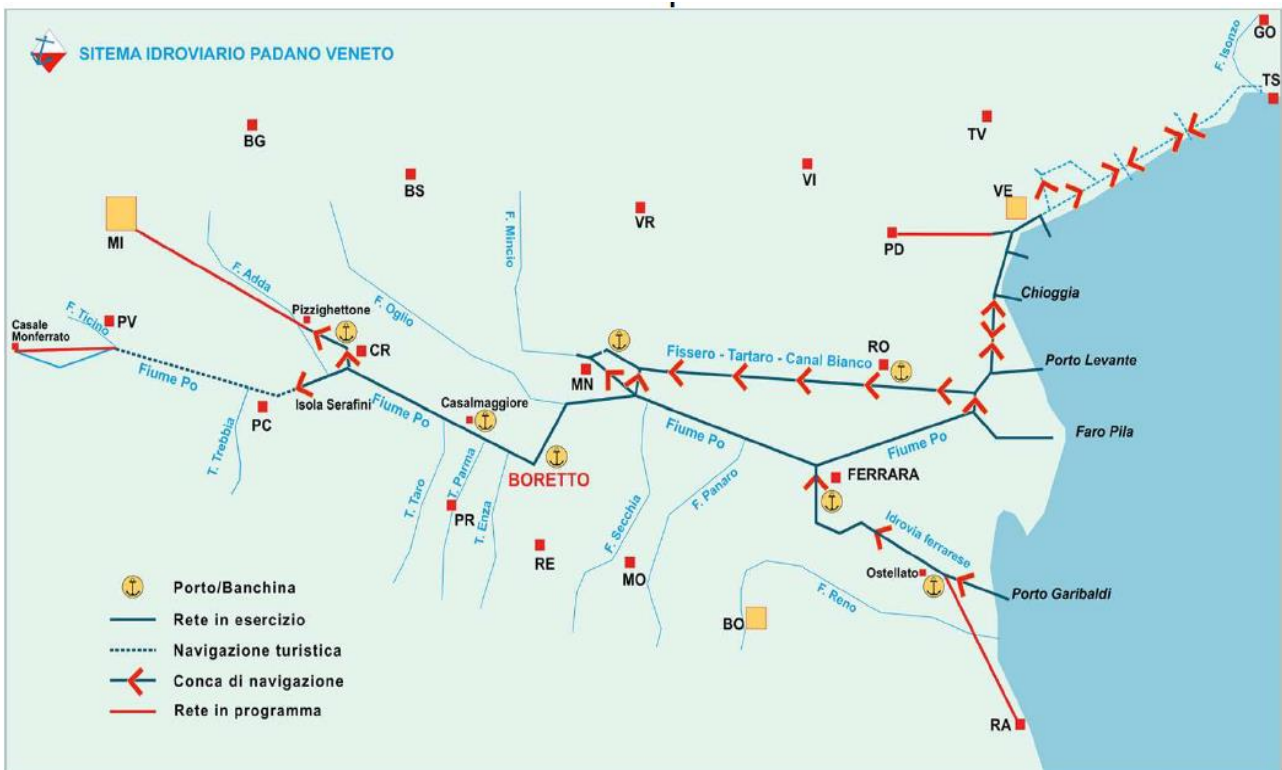 SITEMA IDROVIARIO PADANO VENETO
GO
F. Isonzo
TS
BG
TV
BS
VI
VE
VR
MI
F. Mincio
PD
F. Adda
F. Oglio
Chioggia
Pizzighettone
F. Ticino
PV
Casale
Monferrato
CR
Fissero - Tartaro - Canal Bianco
RO
Porto Levante
Fiume Po
MN
Isola Serafini
PC
Fiume Po
Casalmaggiore
Fiume Po
Fiume Po
Faro Pila
T. Trebbia
BORETTO
FERRARA
T. Taro
T. Parma
T. Enza
F. Secchia
F. Panaro
PR
Idrovia ferrarese
RE
MO
Ostellato
F. Reno
Porto Garibaldi
BO
RA
Porto/Banchina
Rete in esercizio
Navigazione turistica
Conca di navigazione
Rete in programma